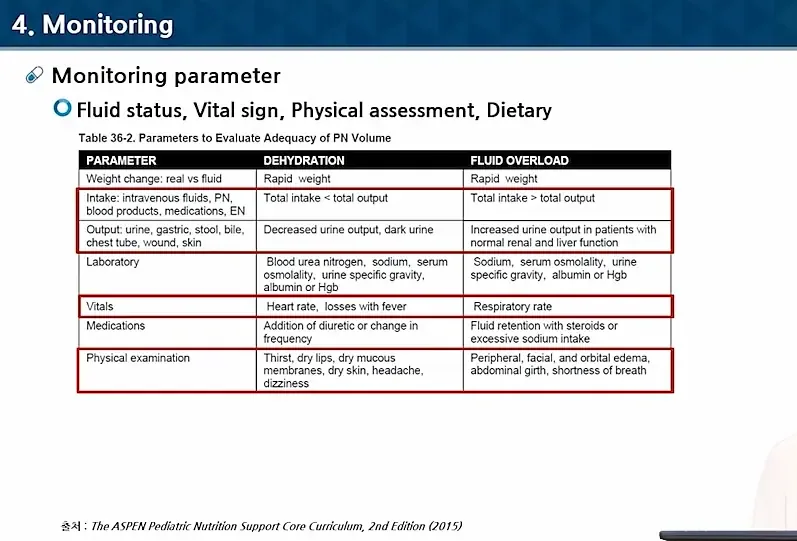 4. Monitoring
Monitoring parameter
Fluid status, Vital sign, Physical assessment, Dietary
Table 36-2. Parameters to Evaluate Adequacy of PN Volume
PARAMETER DEHYDRATION FLUID OVERLOAD
Weight change: real vs fluid Rapid weight Rapid weight
Intake: intravenous fluids, PN, Total intake < total output Total intake > total output
blood products, medications, EN
Output: urine, gastric, stool, bile, Decreased urine output, dark urine Increased urine output in patients with
chest tube, wound, skin normal renal and liver function
Laboratory Blood urea nitrogen, sodium, serum Sodium, serum osmolality, urine
osmolality, urine specific gravity, specific gravity, albumin or Hgb
albumin or Hgb
Vitals Heart rate, losses with fever Respiratory rate
Medications Addition of diuretic or change in Fluid retention with steroids or
frequency excessive sodium intake
Physical examination Thirst, dry lips, dry mucous Peripheral, facial, and orbital edema,
membranes, dry skin, headache, abdominal girth, shortness of breath
dizziness
출처 : The ASPEN Pediatric Nutrition Support Core Curriculum, 2nd Edition (2015)